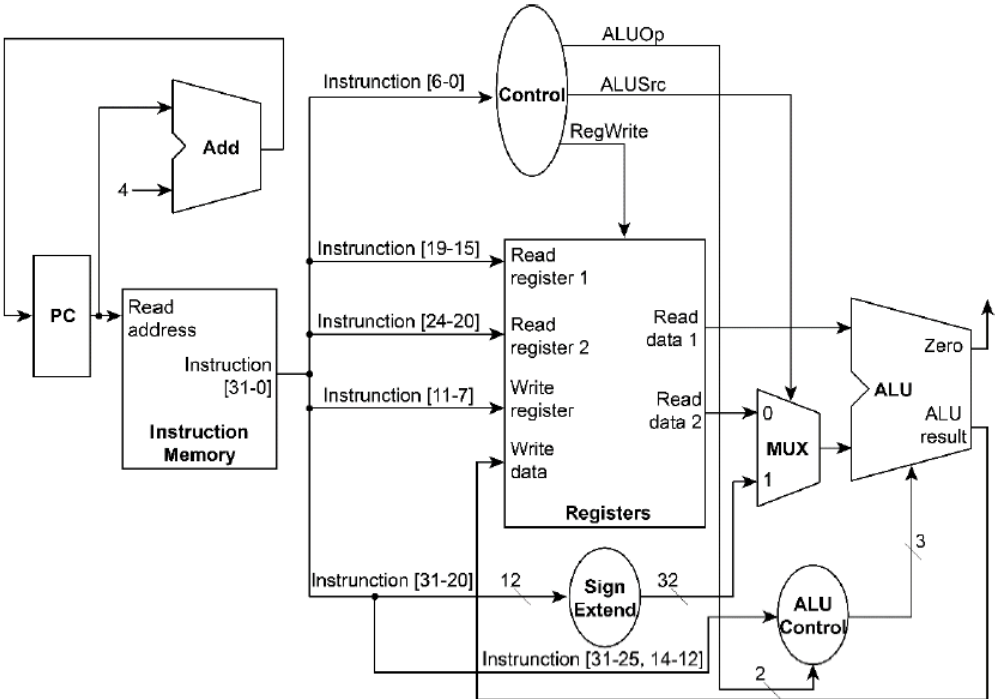 ALUOp
Instrunction [6-0]
Control
ALUSrc
RegWrite
Add
4
PC
Read
address
Instruction
[31-0]
Instruction
Memory
Instrunction [19-15]
Instrunction [24-20]
Instrunction [11-7]
Read
register 1
Read
register 2
Write
register
Write
data
Read
data 1
Read
data 2
Registers
0
MUX
1
Zero
ALU
ALU
result
3
Instrunction [31-20]
12
Sign
Extend
32
ALU
Control
Instrunction [31-25, 14-12]
2